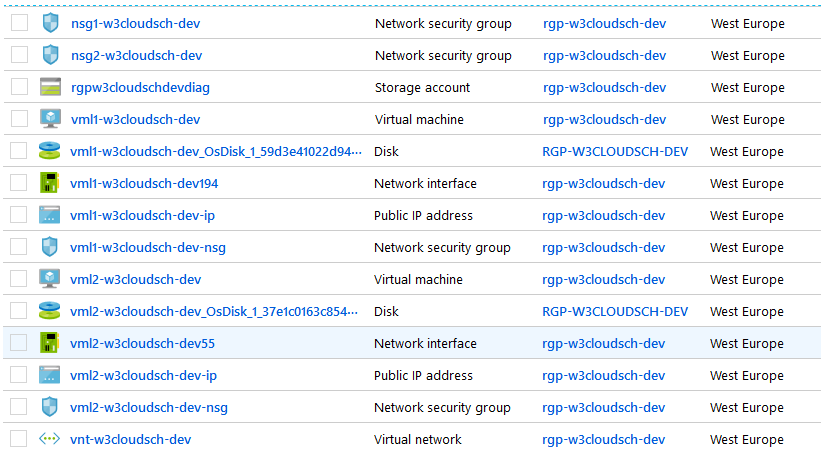 nsg1-w3cloudsch-dev Network security group rgp-w3cloudsch-dev West Europe
nsg2-w3cloudsch-dev Network security group rgp-w3cloudsch-dev West Europe
rgpw3cloudschdevdiag Storage account rgp-w3cloudsch-dev West Europe
vml1-w3cloudsch-dev Virtual machine rgp-w3cloudsch-dev West Europe
vml1-w3cloudsch-dev_OsDisk_1_59d3e41022d94··· Disk RGP-W3CLOUDSCH-DEV West Europe
vml1-w3cloudsch-dev194 Network interface rgp-w3cloudsch-dev West Europe
vml1-w3cloudsch-dev-ip Public IP address rgp-w3cloudsch-dev West Europe
vml1-w3cloudsch-dev-nsg Network security group rgp-w3cloudsch-dev West Europe
vml2-w3cloudsch-dev Virtual machine rgp-w3cloudsch-dev West Europe
vml2-w3cloudsch-dev_OsDisk_1_37e1c0163c854··· Disk RGP-W3CLOUDSCH-DEV West Europe
vml2-w3cloudsch-dev55 Network interface rgp-w3cloudsch-dev West Europe
vml2-w3cloudsch-dev-ip Public IP address rgp-w3cloudsch-dev West Europe
vml2-w3cloudsch-dev-nsg Network security group rgp-w3cloudsch-dev West Europe
vnt-w3cloudsch-dev Virtual network rgp-w3cloudsch-dev West Europe